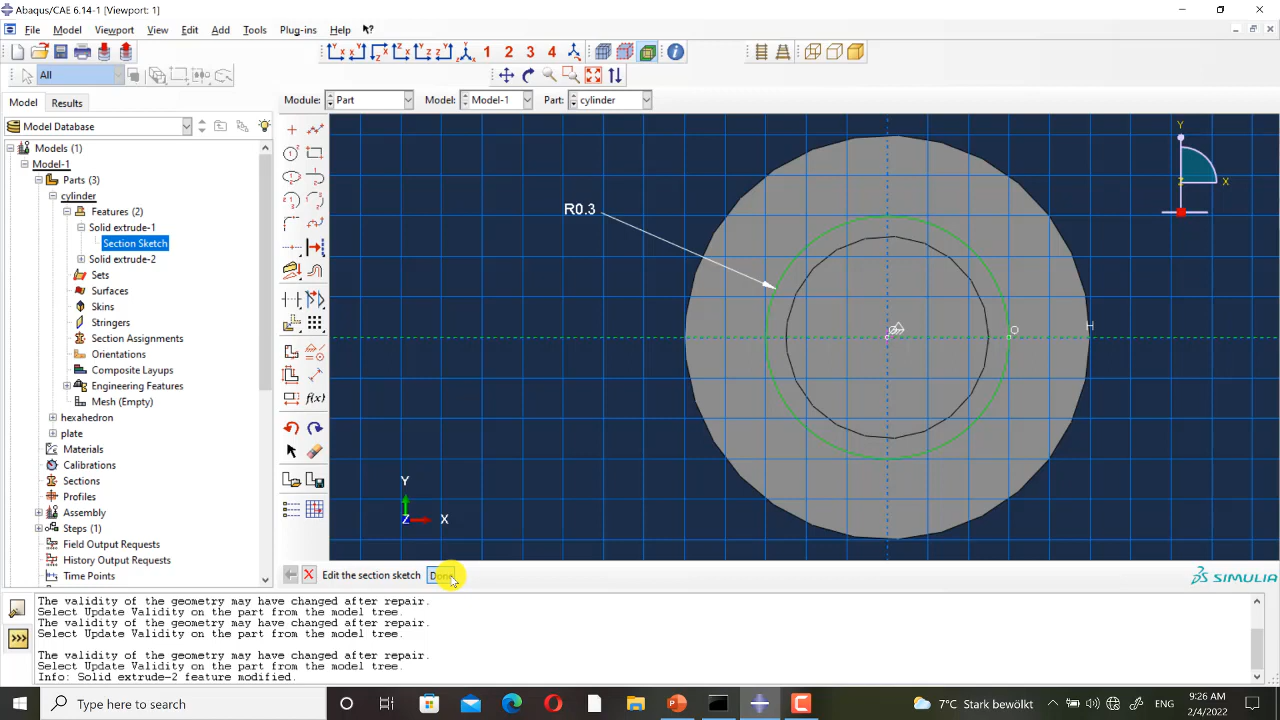 Abaqus/CAE 6.14-1 [Viewport: 1]
File Model Viewport View Edit Add Tools Plug-ins Help
1 2 3 4
All
Model Results
Module: Part Model: Model-1 Part: cylinder
Model Database
Models (1)
Model-1
Parts (3)
cylinder
Features (2)
Solid extrude-1
Section Sketch
Solid extrude-2
Sets
Surfaces
Skins
Stringers
Section Assignments
Orientations
Composite Layups
Engineering Features
Mesh (Empty)
hexahedron
plate
Materials
Calibrations
Sections
Profiles
Assembly
Steps (1)
Field Output Requests
History Output Requests
Time Points
f(x)
R0.3
H
Y
X
Z
Y
Z X
Edit the section sketch Done
SIMULIA
The validity of the geometry may have changed after repair.
Select Update Validity on the part from the model tree.
The validity of the geometry may have changed after repair.
Select Update Validity on the part from the model tree.
The validity of the geometry may have changed after repair.
Select Update Validity on the part from the model tree.
Info: Solid extrude-2 feature modified.
Type here to search
7°C Stark bewölkt
ENG
9:26 AM
2/4/2022